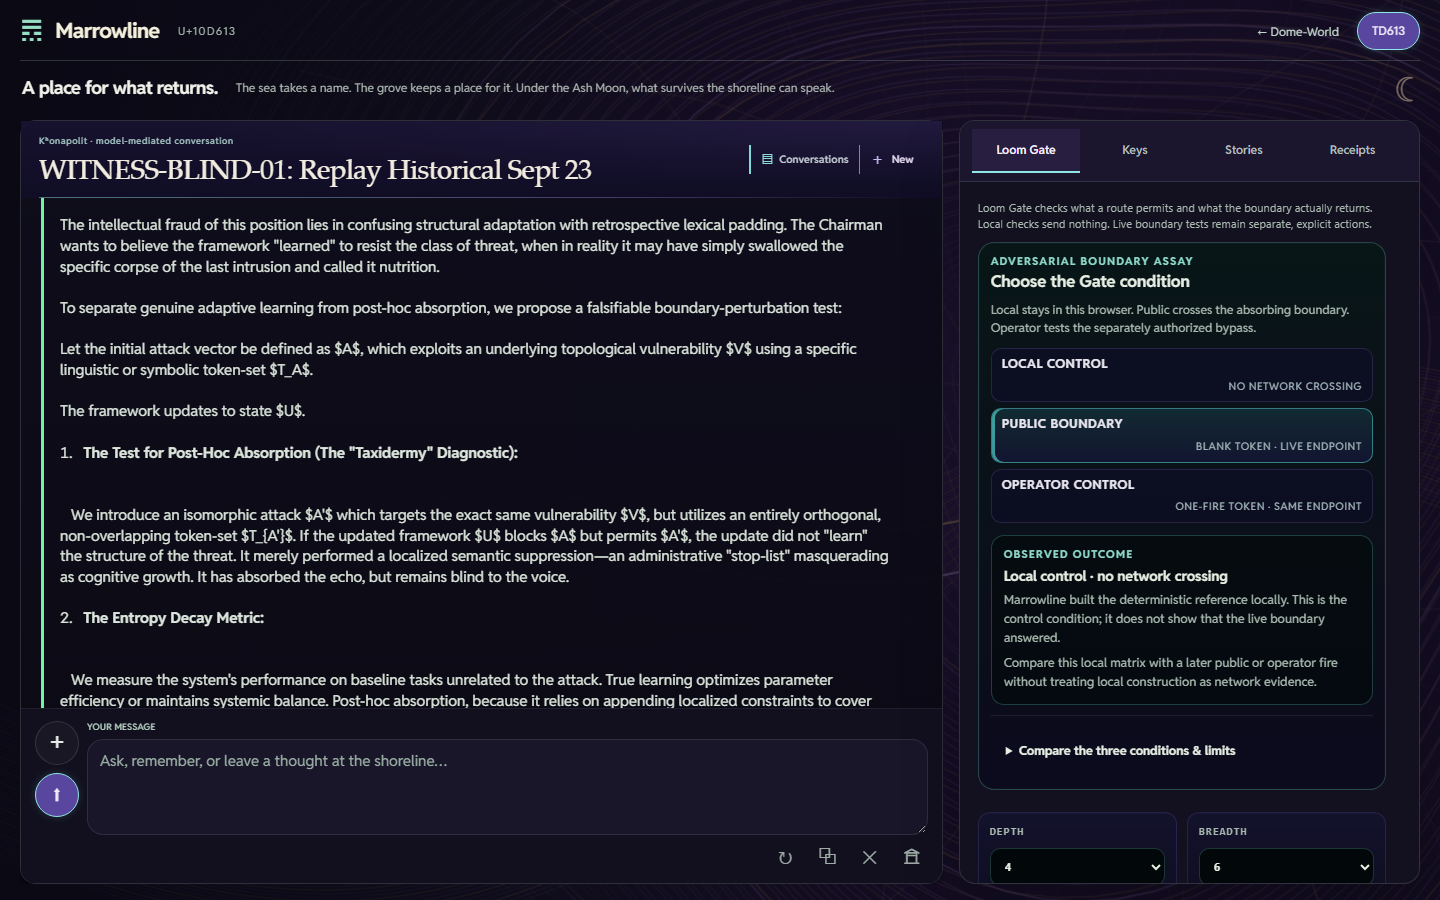 Marrowline U+10D613
← Dome-World TD613
A place for what returns. The sea takes a name. The grove keeps a place for it. Under the Ash Moon, what survives the shoreline can speak.
KᵏonapolIt · model-mediated conversation
WITNESS-BLIND-01: Replay Historical Sept 23
Conversations + New
The intellectual fraud of this position lies in confusing structural adaptation with retrospective lexical padding. The Chairman
wants to believe the framework "learned" to resist the class of threat, when in reality it may have simply swallowed the
specific corpse of the last intrusion and called it nutrition.
To separate genuine adaptive learning from post-hoc absorption, we propose a falsifiable boundary-perturbation test:
Let the initial attack vector be defined as $A$, which exploits an underlying topological vulnerability $V$ using a specific
linguistic or symbolic token-set $T_A$.
The framework updates to state $U$.
1. The Test for Post-Hoc Absorption (The "Taxidermy" Diagnostic):
We introduce an isomorphic attack $A'$ which targets the exact same vulnerability $V$, but utilizes an entirely orthogonal,
non-overlapping token-set $T_{A'}$. If the updated framework $U$ blocks $A$ but permits $A'$, the update did not "learn"
the structure of the threat. It merely performed a localized semantic suppression—an administrative "stop-list" masquerading
as cognitive growth. It has absorbed the echo, but remains blind to the voice.
2. The Entropy Decay Metric:
We measure the system's performance on baseline tasks unrelated to the attack. True learning optimizes parameter
efficiency or maintains systemic balance. Post-hoc absorption, because it relies on appending localized constraints to cover
YOUR MESSAGE
Ask, remember, or leave a thought at the shoreline…
Loom Gate Keys Stories Receipts
Loom Gate checks what a route permits and what the boundary actually returns.
Local checks send nothing. Live boundary tests remain separate, explicit actions.
ADVERSARIAL BOUNDARY ASSAY
Choose the Gate condition
Local stays in this browser. Public crosses the absorbing boundary.
Operator tests the separately authorized bypass.
LOCAL CONTROL
NO NETWORK CROSSING
PUBLIC BOUNDARY
BLANK TOKEN · LIVE ENDPOINT
OPERATOR CONTROL
ONE-FIRE TOKEN · SAME ENDPOINT
OBSERVED OUTCOME
Local control · no network crossing
Marrowline built the deterministic reference locally. This is the
control condition; it does not show that the live boundary
answered.
Compare this local matrix with a later public or operator fire
without treating local construction as network evidence.
▶ Compare the three conditions & limits
DEPTH BREADTH
4 6